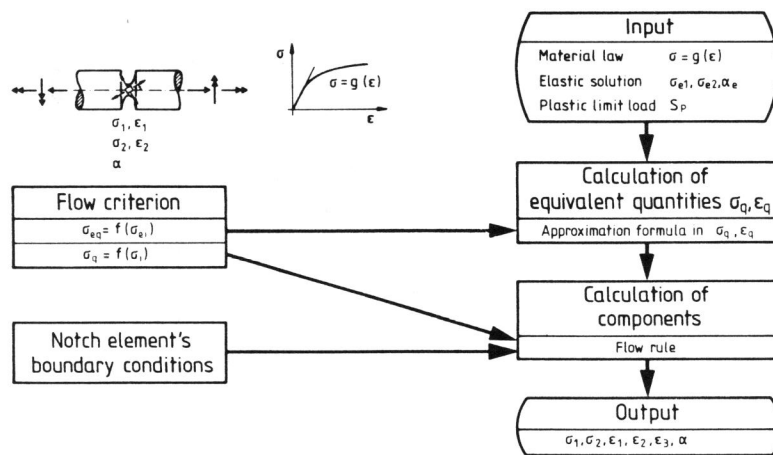 σ
σ = g (ε)
ε
σ₁, ε₁
σ₂, ε₂
α
Input
Material law σ = g(ε)
Elastic solution σₑ₁, σₑ₂, αₑ
Plastic limit load Sₚ
Calculation of
equivalent quantities σq, εq
Approximation formula in σq, εq
Flow criterion
σeq = f (σei)
σq = f (σi)
Calculation of
components
Flow rule
Notch element's
boundary conditions
Output
σ₁, σ₂, ε₁, ε₂, ε₃, α